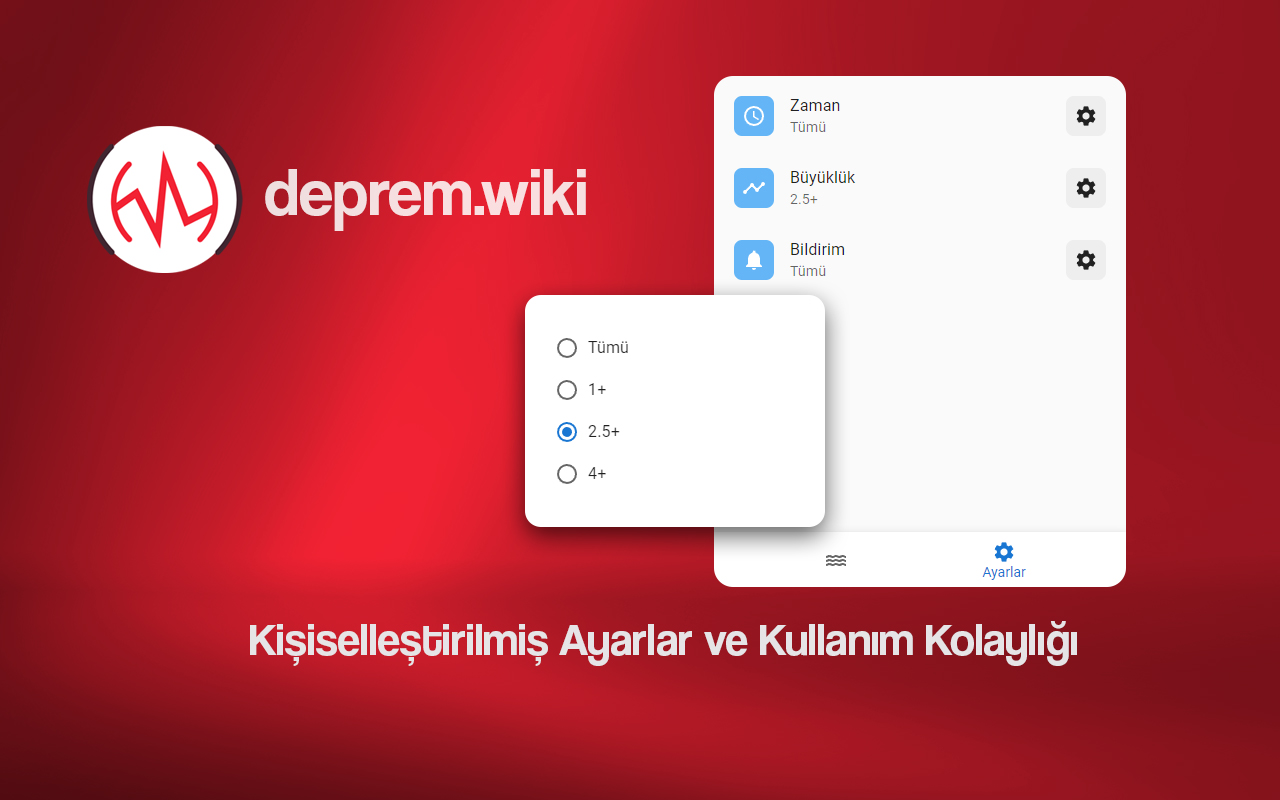 deprem.wiki
Zaman
Tümü
Büyüklük
2.5+
Bildirim
Tümü
Tümü
1+
2.5+
4+
Ayarlar
Kişiselleştirilmiş Ayarlar ve Kullanım Kolaylığı